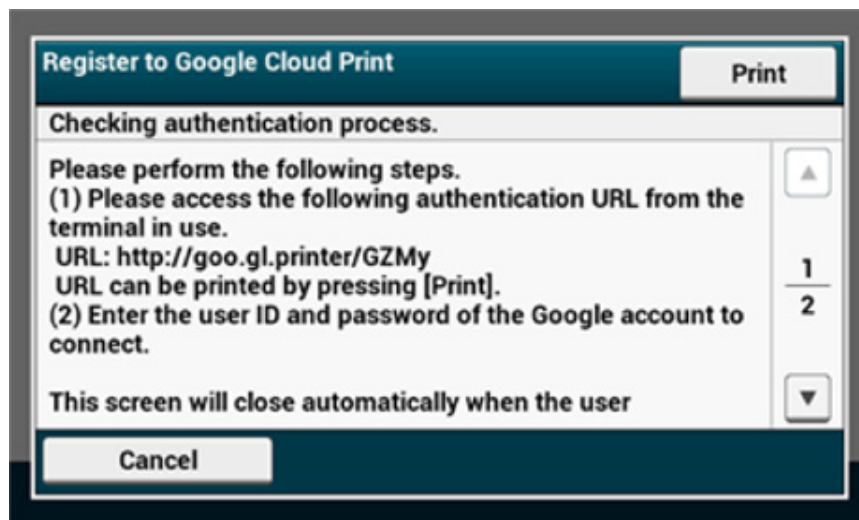 Register to Google Cloud Print
Print
Checking authentication process.
Please perform the following steps.
(1) Please access the following authentication URL from the
terminal in use.
URL: http://goo.gl.printer/GZMy
URL can be printed by pressing [Print].
(2) Enter the user ID and password of the Google account to
connect.
This screen will close automatically when the user
1
2
Cancel